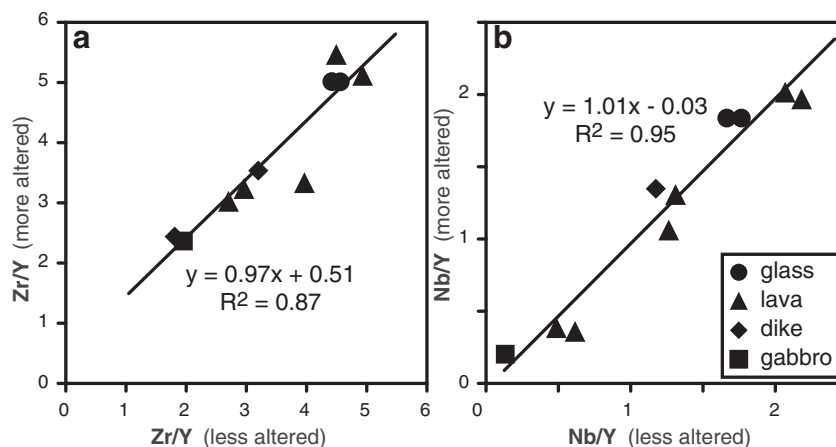 a
6
5
4
3
2
1
0
Zr/Y (more altered)
y = 0.97x + 0.51
R2 = 0.87
0 1 2 3 4 5 6
Zr/Y (less altered)
b
2
1
0
Nb/Y (more altered)
y = 1.01x - 0.03
R2 = 0.95
glass
lava
dike
gabbro
0 1 2
Nb/Y (less altered)